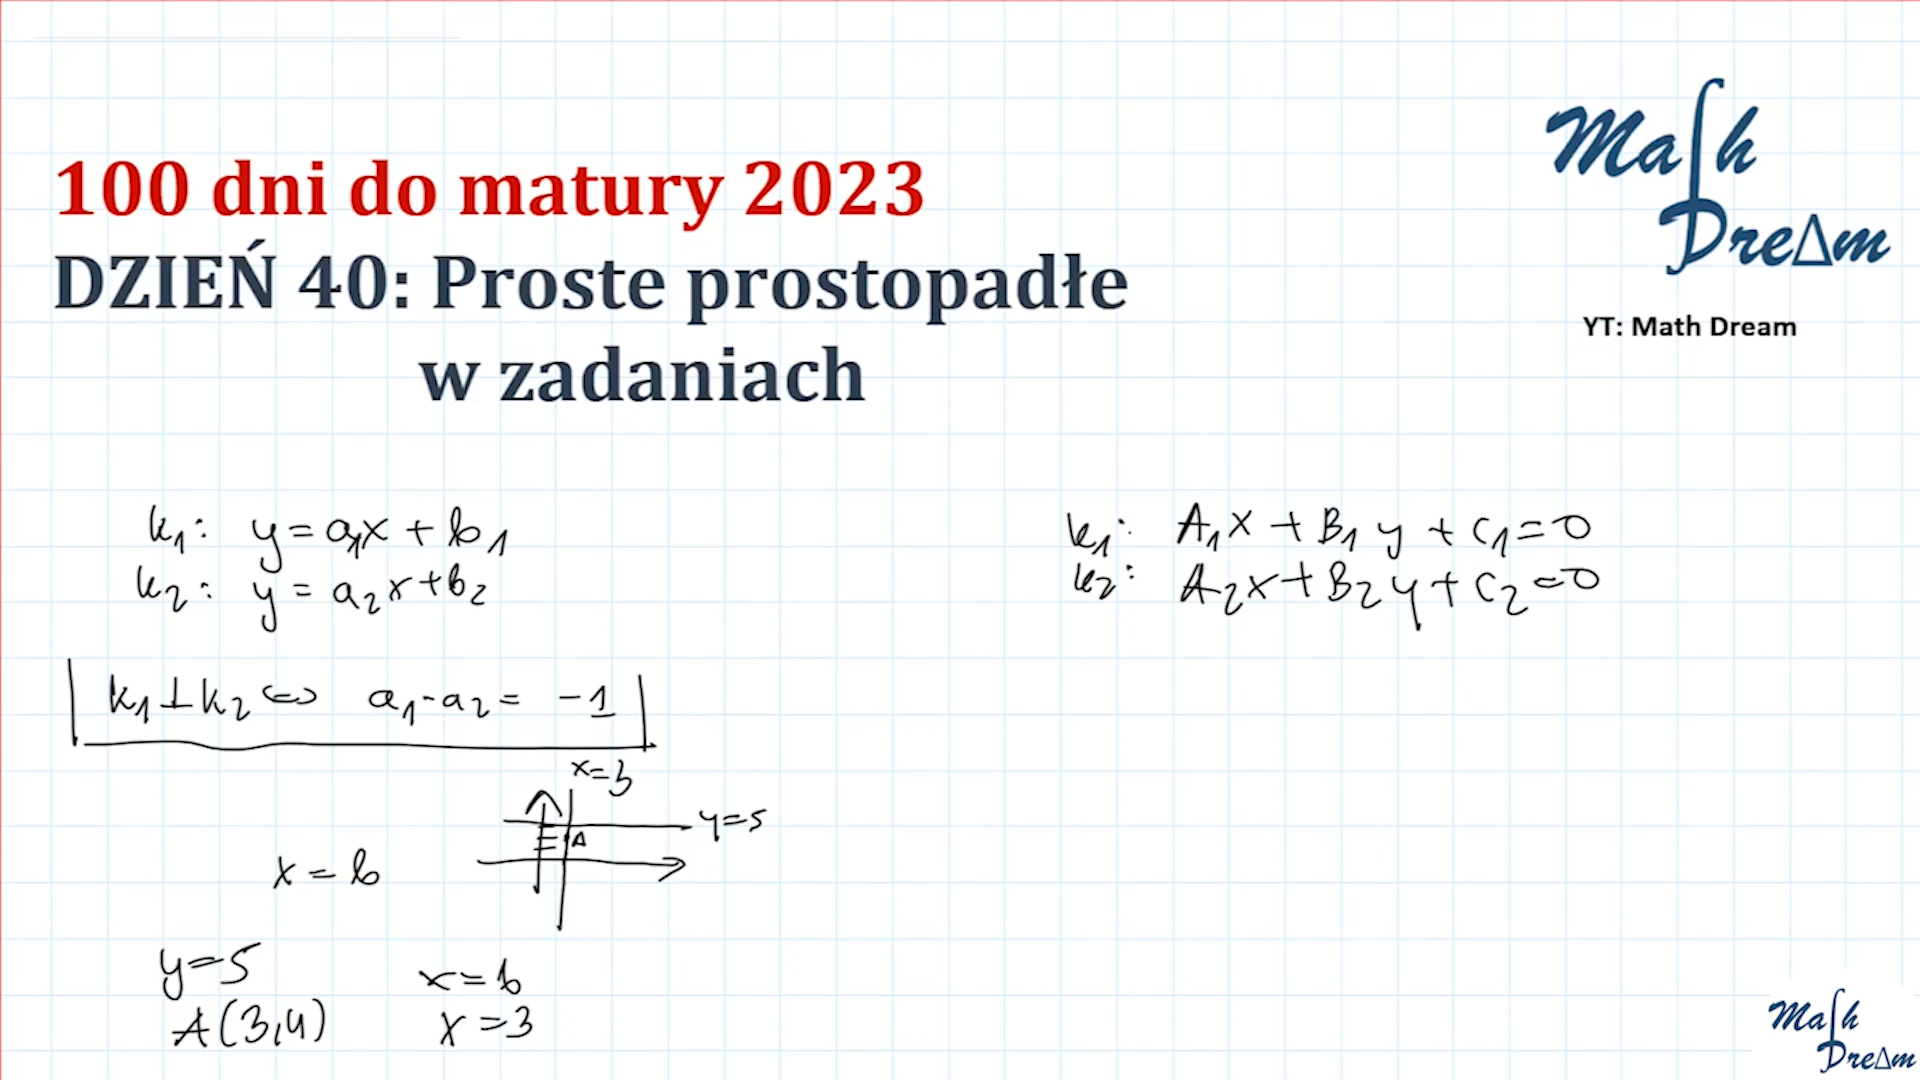 100 dni do matury 2023
DZIEŃ 40: Proste prostopadłe
w zadaniach
Math
Dream
YT: Math Dream
k₁: y = a₁x + b₁
k₂: y = a₂x + b₂
k₁ ⊥ k₂ ⇔ a₁·a₂ = -1
x=3
y=5
A
x = b
y=5
A(3,4)
x = b
x = 3
k₁: A₁x + B₁y + C₁ = 0
k₂: A₂x + B₂y + C₂ = 0
Math
Dream